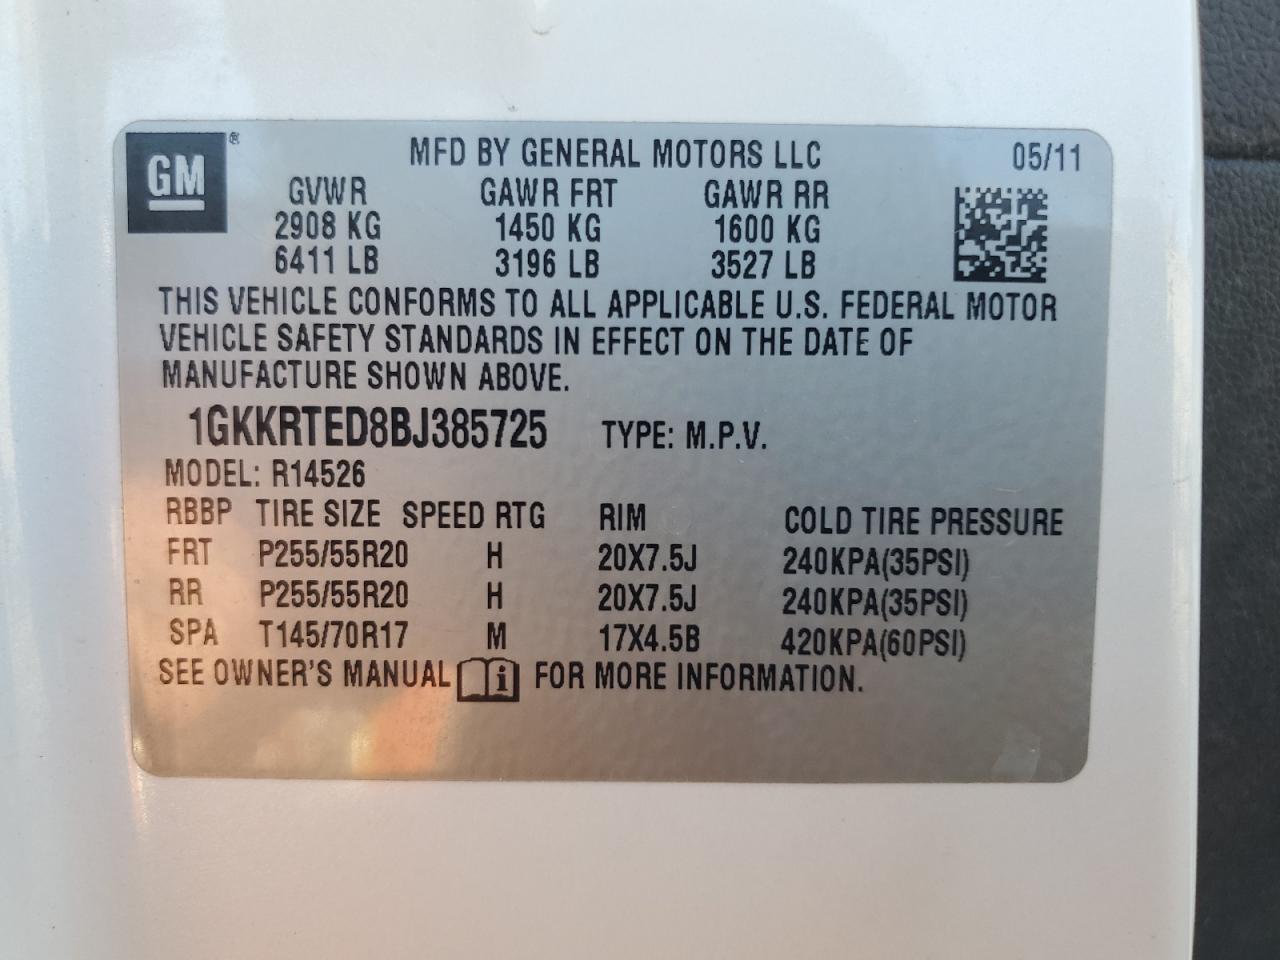 GM ® MFD BY GENERAL MOTORS LLC 05/11
GVWR GAWR FRT GAWR RR
2908 KG 1450 KG 1600 KG
6411 LB 3196 LB 3527 LB
THIS VEHICLE CONFORMS TO ALL APPLICABLE U.S. FEDERAL MOTOR
VEHICLE SAFETY STANDARDS IN EFFECT ON THE DATE OF
MANUFACTURE SHOWN ABOVE.
1GKKRTED8BJ385725 TYPE: M.P.V.
MODEL: R14526
RBBP TIRE SIZE SPEED RTG RIM COLD TIRE PRESSURE
FRT P255/55R20 H 20X7.5J 240KPA(35PSI)
RR P255/55R20 H 20X7.5J 240KPA(35PSI)
SPA T145/70R17 M 17X4.5B 420KPA(60PSI)
SEE OWNER'S MANUAL i FOR MORE INFORMATION.